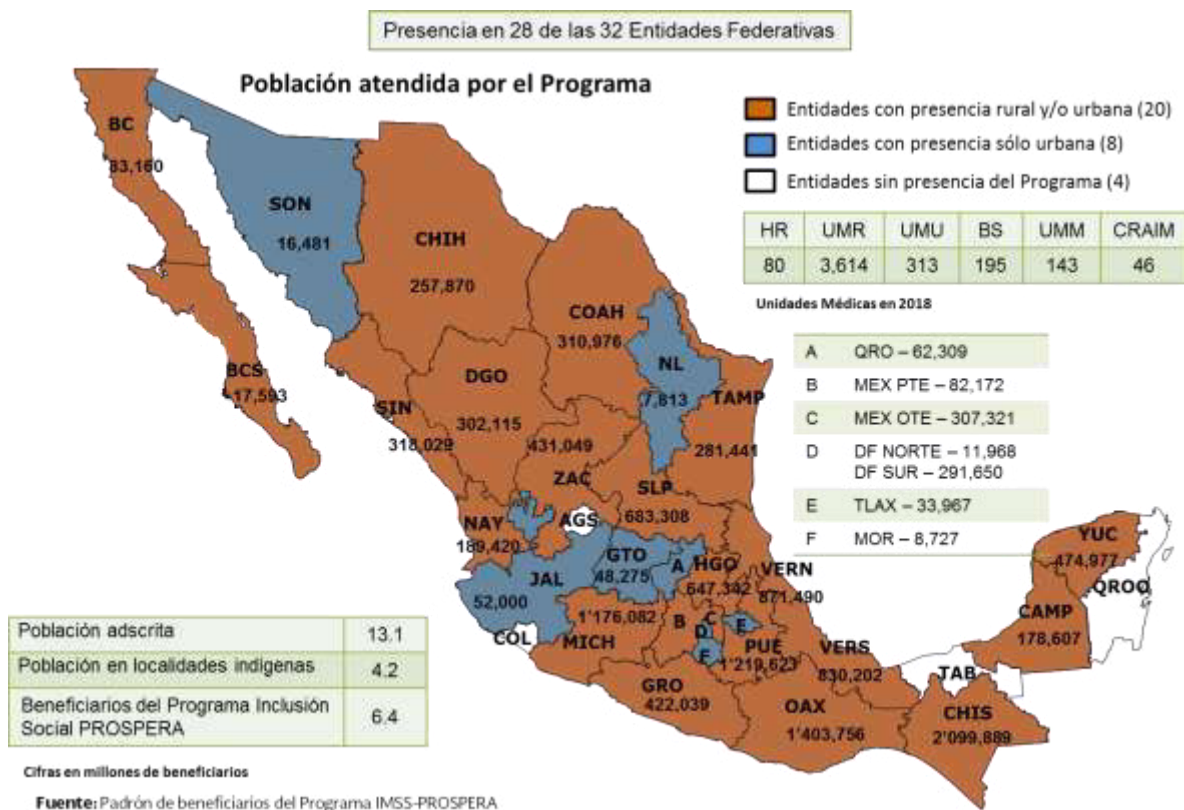 Presencia en 28 de las 32 Entidades Federativas
Población atendida por el Programa
Entidades con presencia rural y/o urbana (20)
Entidades con presencia sólo urbana (8)
Entidades sin presencia del Programa (4)
HR UMR UMU BS UMM CRAIM
80 3,614 313 195 143 46
Unidades Médicas en 2018
A QRO – 62,309
B MEX PTE – 82,172
C MEX OTE – 307,321
D DF NORTE – 11,968
DF SUR – 291,650
E TLAX – 33,967
F MOR – 8,727
BC
83,160
SON
16,481
CHIH
257,870
COAH
310,976
NL
7,813
BCS
17,593
SIN
318,029
DGO
302,115
TAMP
281,441
431,049
ZAC
SLP
683,308
NAY
189,420
AGS
GTO
48,275
A
HGO
647,342
VERN
871,490
JAL
52,000
COL
1'176,082
MICH
B
C
D
E
F
PUE
1'219,623
VERS
830,202
GRO
422,039
OAX
1'403,756
TAB
CHIS
2'099,889
YUC
474,977
QROO
CAMP
178,607
Población adscrita 13.1
Población en localidades indígenas 4.2
Beneficiarios del Programa Inclusión
Social PROSPERA 6.4
Cifras en millones de beneficiarios
Fuente: Padrón de beneficiarios del Programa IMSS-PROSPERA